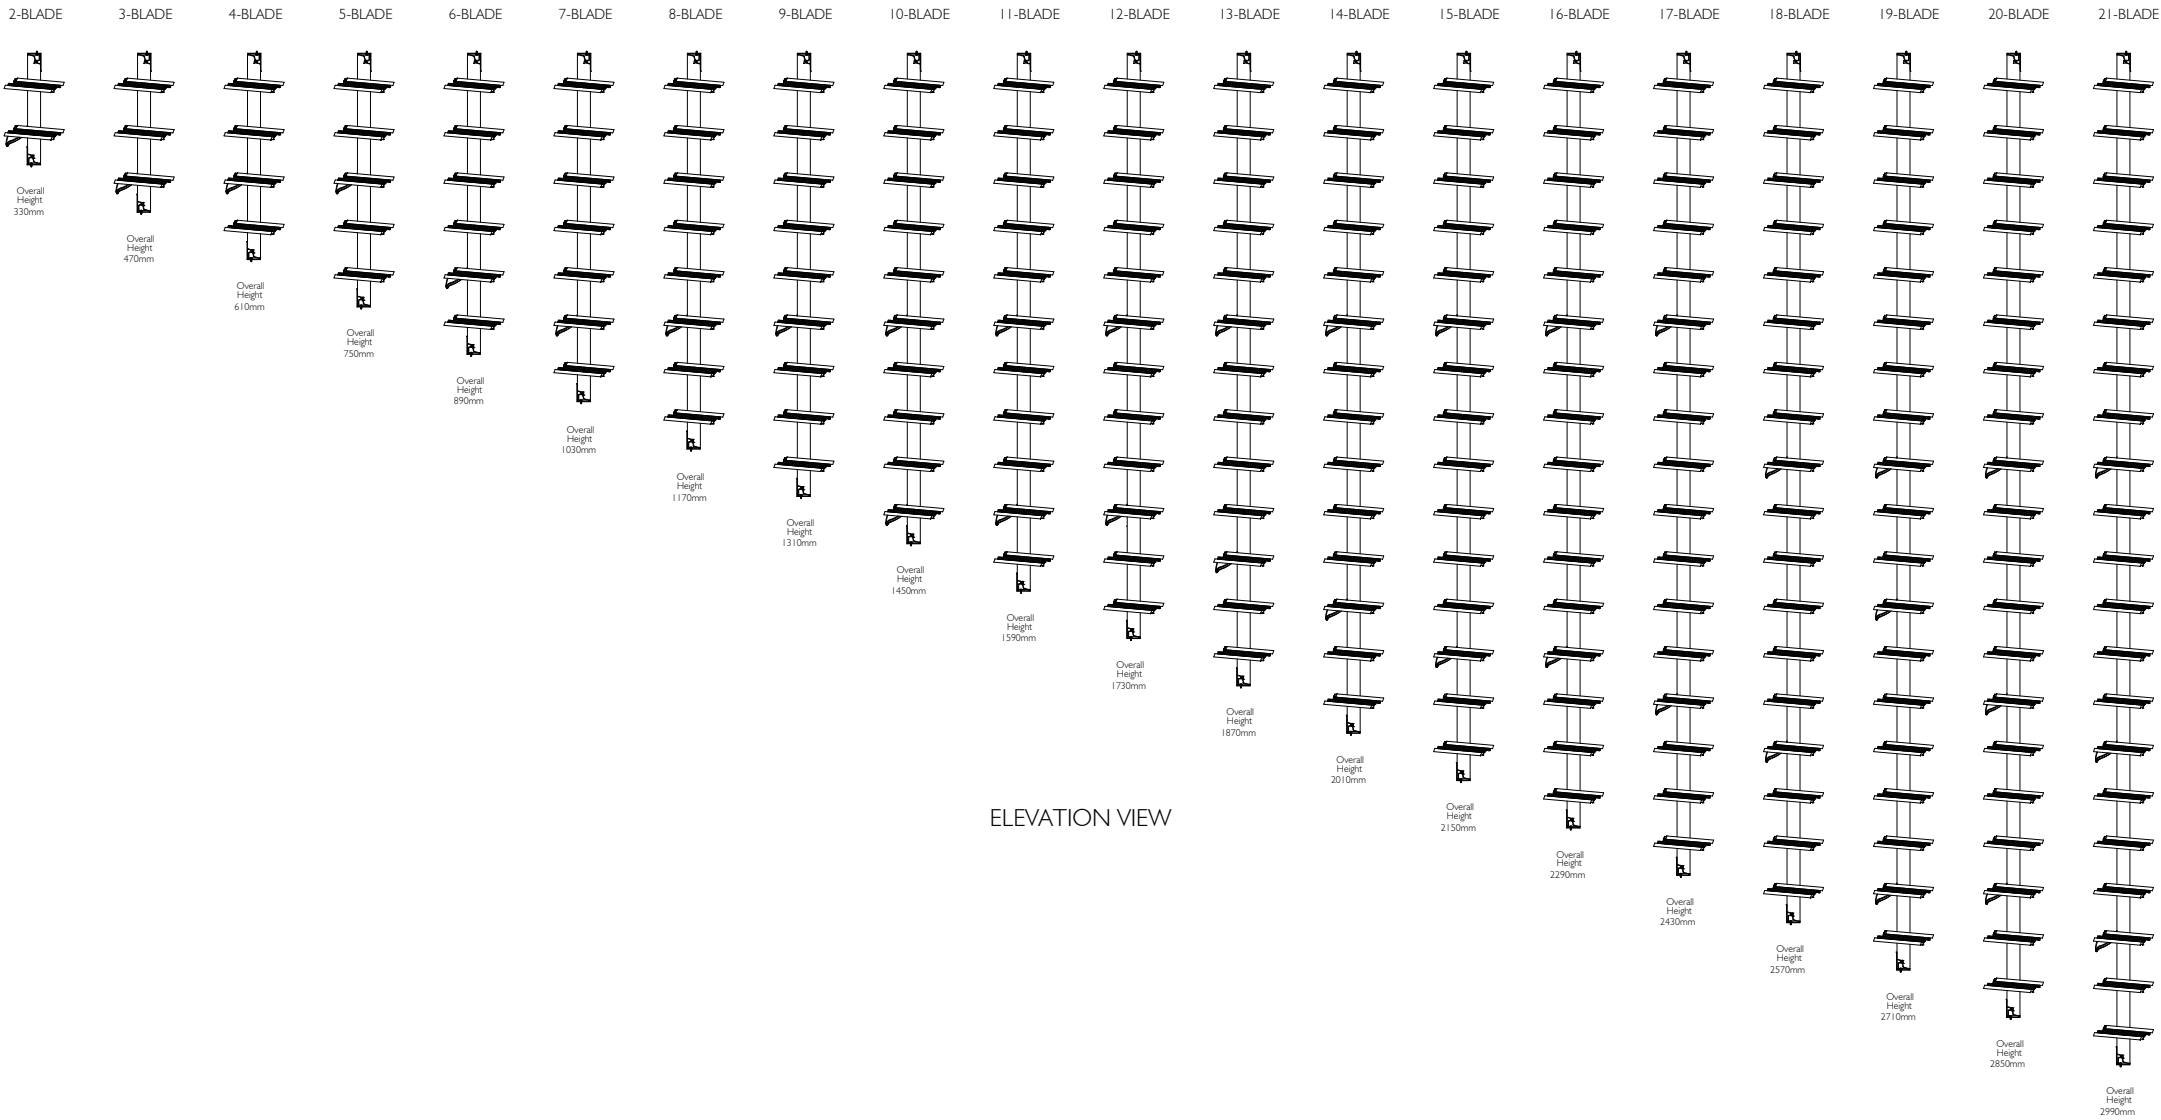 2-BLADE
3-BLADE
4-BLADE
5-BLADE
6-BLADE
7-BLADE
8-BLADE
9-BLADE
10-BLADE
11-BLADE
12-BLADE
13-BLADE
14-BLADE
15-BLADE
16-BLADE
17-BLADE
18-BLADE
19-BLADE
20-BLADE
21-BLADE
Overall
Height
330mm
Overall
Height
470mm
Overall
Height
610mm
Overall
Height
750mm
Overall
Height
890mm
Overall
Height
1030mm
Overall
Height
1170mm
Overall
Height
1310mm
Overall
Height
1450mm
Overall
Height
1590mm
Overall
Height
1730mm
Overall
Height
1870mm
Overall
Height
2010mm
Overall
Height
2150mm
Overall
Height
2290mm
Overall
Height
2430mm
Overall
Height
2570mm
Overall
Height
2710mm
Overall
Height
2850mm
Overall
Height
2990mm
ELEVATION VIEW